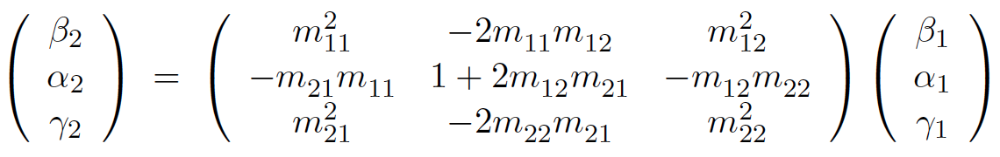 ( β₂ ) = ( m₁₁² −2m₁₁m₁₂ m₁₂² ) ( β₁ )
( α₂ ) ( −m₂₁m₁₁ 1 + 2m₁₂m₂₁ −m₁₂m₂₂ ) ( α₁ )
( γ₂ ) ( m₂₁² −2m₂₂m₂₁ m₂₂² ) ( γ₁ )